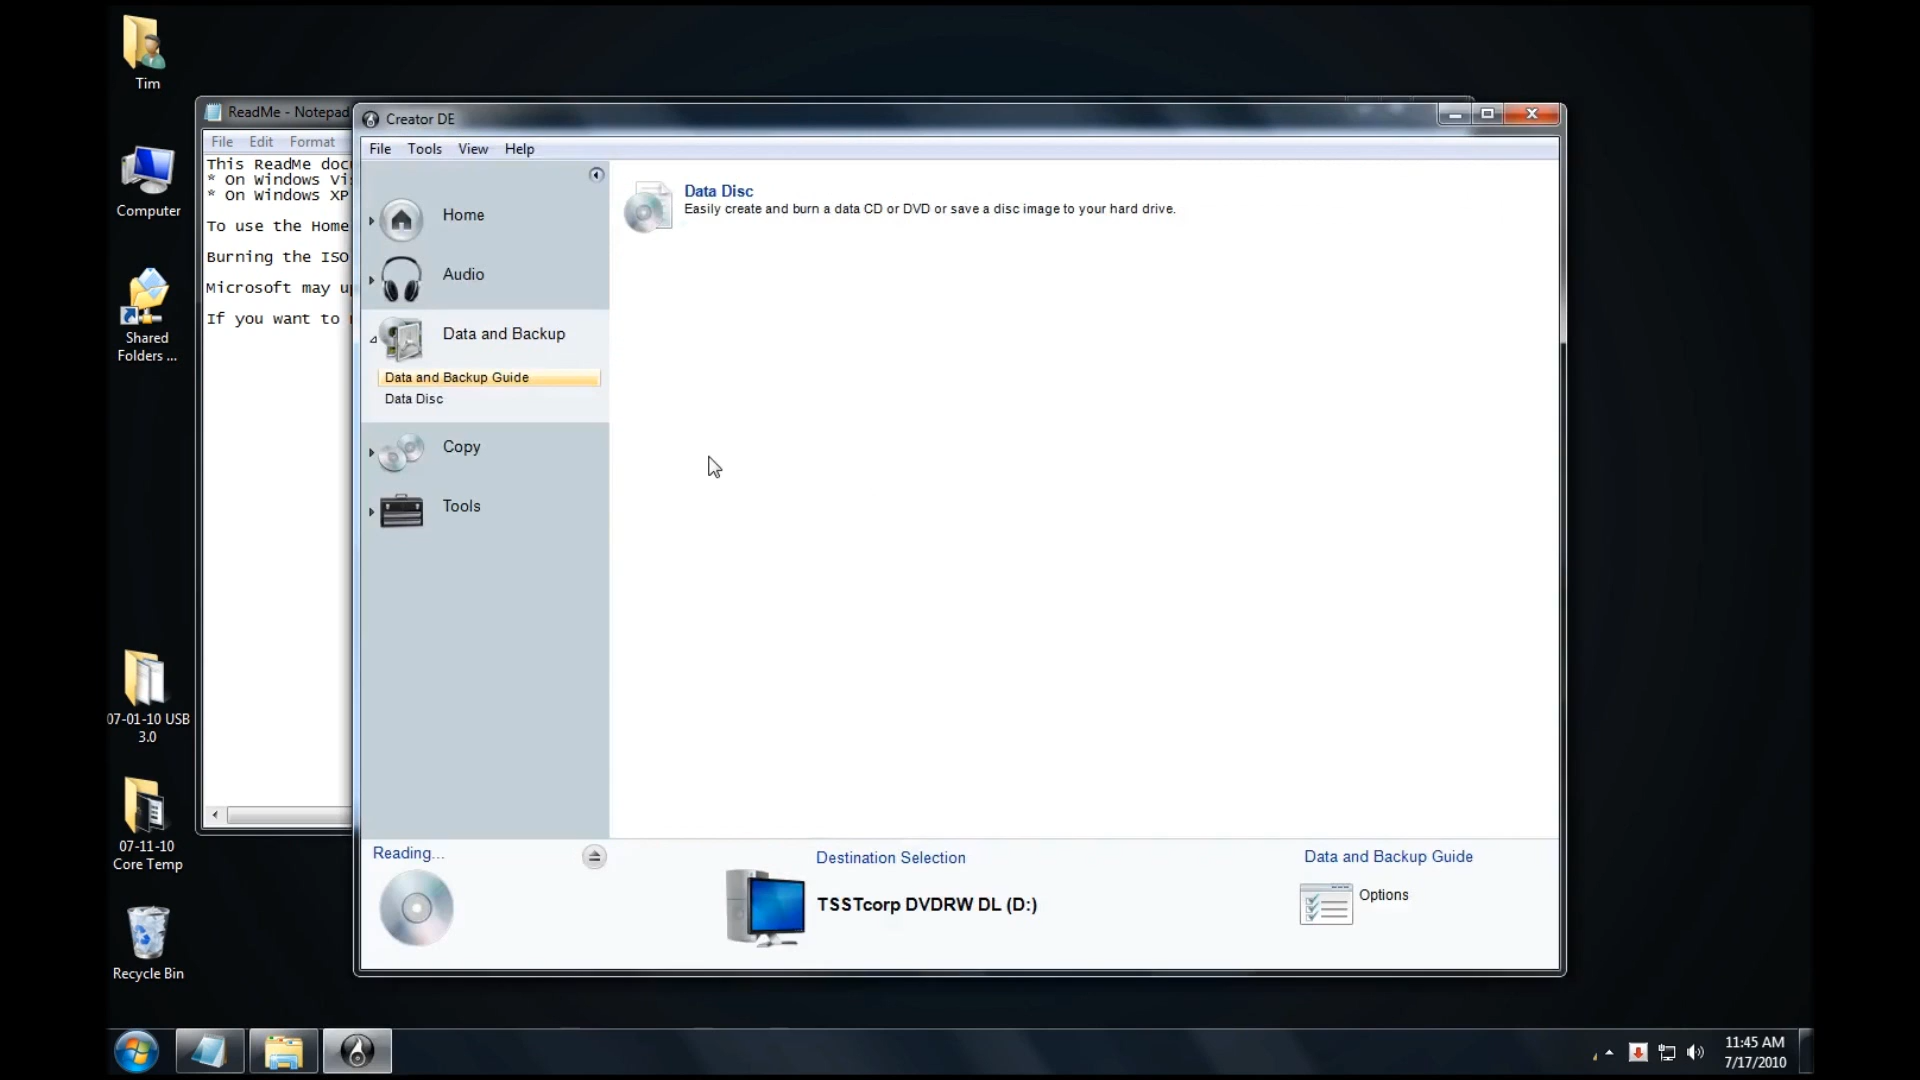 Tim
Computer
Shared
Folders ...
07-01-10 USB
3.0
07-11-10
Core Temp
Recycle Bin
ReadMe - Notepad
File Edit Format
This ReadMe doc
* On Windows Vi
* On Windows XP
To use the Home
Burning the ISO
Microsoft may up
If you want to
Creator DE
File Tools View Help
Home
Audio
Data and Backup
Data and Backup Guide
Data Disc
Copy
Tools
Data Disc
Easily create and burn a data CD or DVD or save a disc image to your hard drive.
Reading...
Destination Selection
TSSTcorp DVDRW DL (D:)
Data and Backup Guide
Options
11:45 AM
7/17/2010